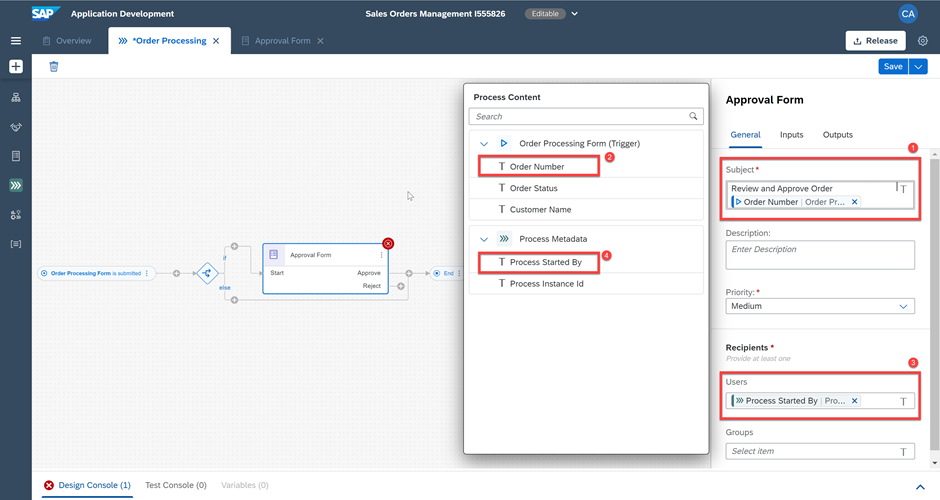 SAP
Application Development
Sales Orders Management I555826
Editable
CA
Overview
*Order Processing
Approval Form
Release
Save
Order Processing Form is submitted
if
else
Approval Form
Start
Approve
Reject
End
Process Content
Search
Order Processing Form (Trigger)
2
T Order Number
T Order Status
T Customer Name
Process Metadata
4
T Process Started By
T Process Instance Id
Approval Form
General
Inputs
Outputs
1
Subject *
Review and Approve Order
T
Order Number | Order Pr...
Description:
Enter Description
Priority: *
Medium
Recipients *
Provide at least one
3
Users
Process Started By | Pro...
T
Groups
Select item
T
Design Console (1)
Test Console (0)
Variables (0)